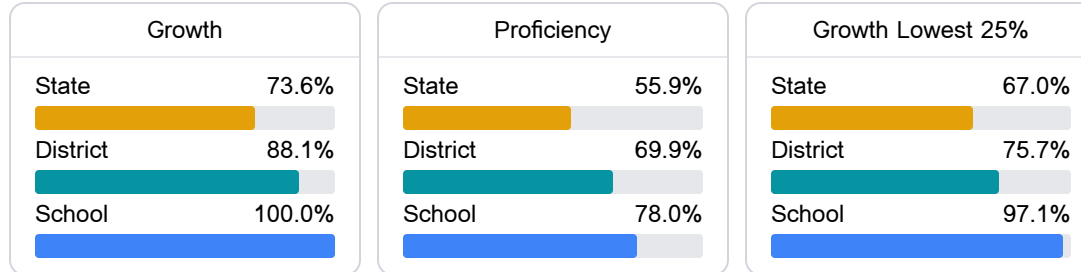 Growth
State 73.6%
District 88.1%
School 100.0%
Proficiency
State 55.9%
District 69.9%
School 78.0%
Growth Lowest 25%
State 67.0%
District 75.7%
School 97.1%